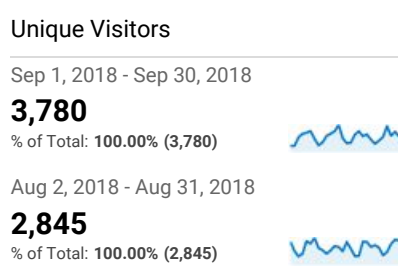 Unique Visitors
Sep 1, 2018 - Sep 30, 2018
3,780
% of Total: 100.00% (3,780)
Aug 2, 2018 - Aug 31, 2018
2,845
% of Total: 100.00% (2,845)